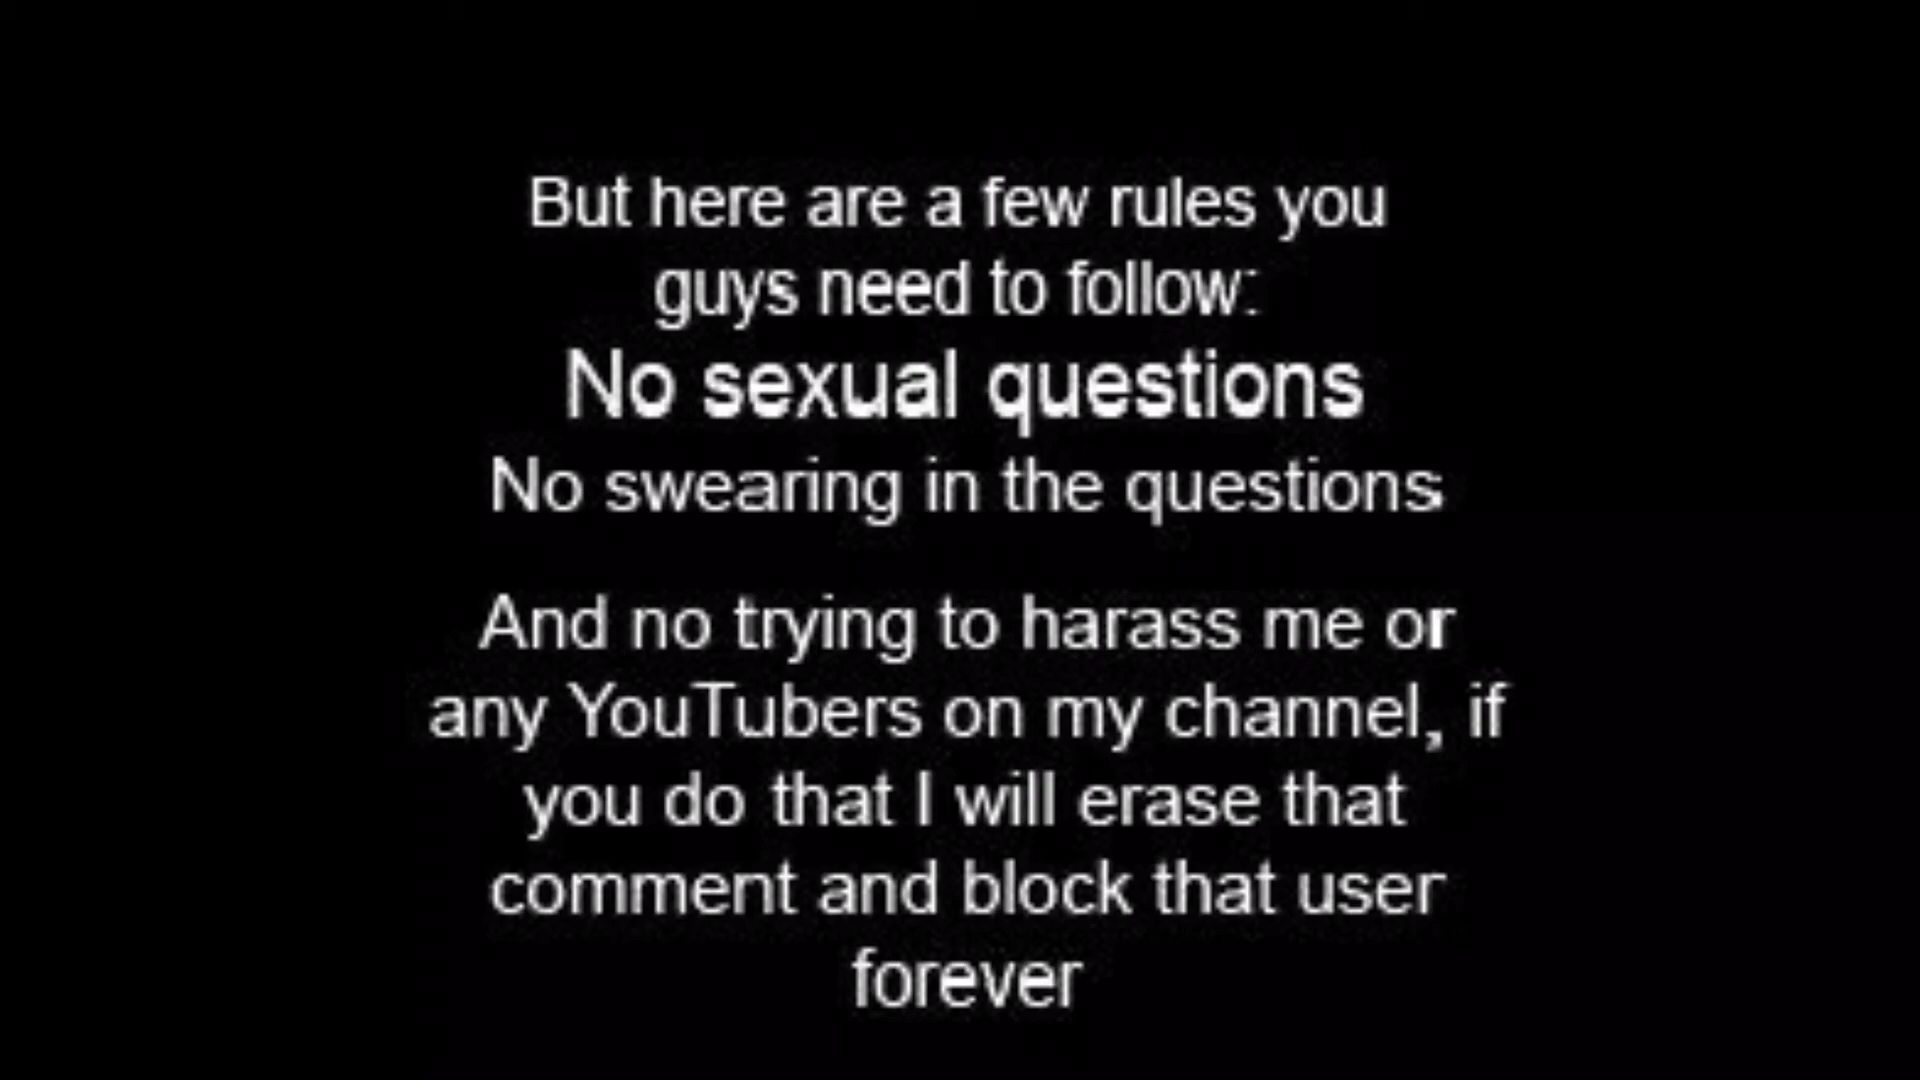 But here are a few rules you
guys need to follow:
No sexual questions
No swearing in the questions
And no trying to harass me or
any YouTubers on my channel, if
you do that I will erase that
comment and block that user
forever